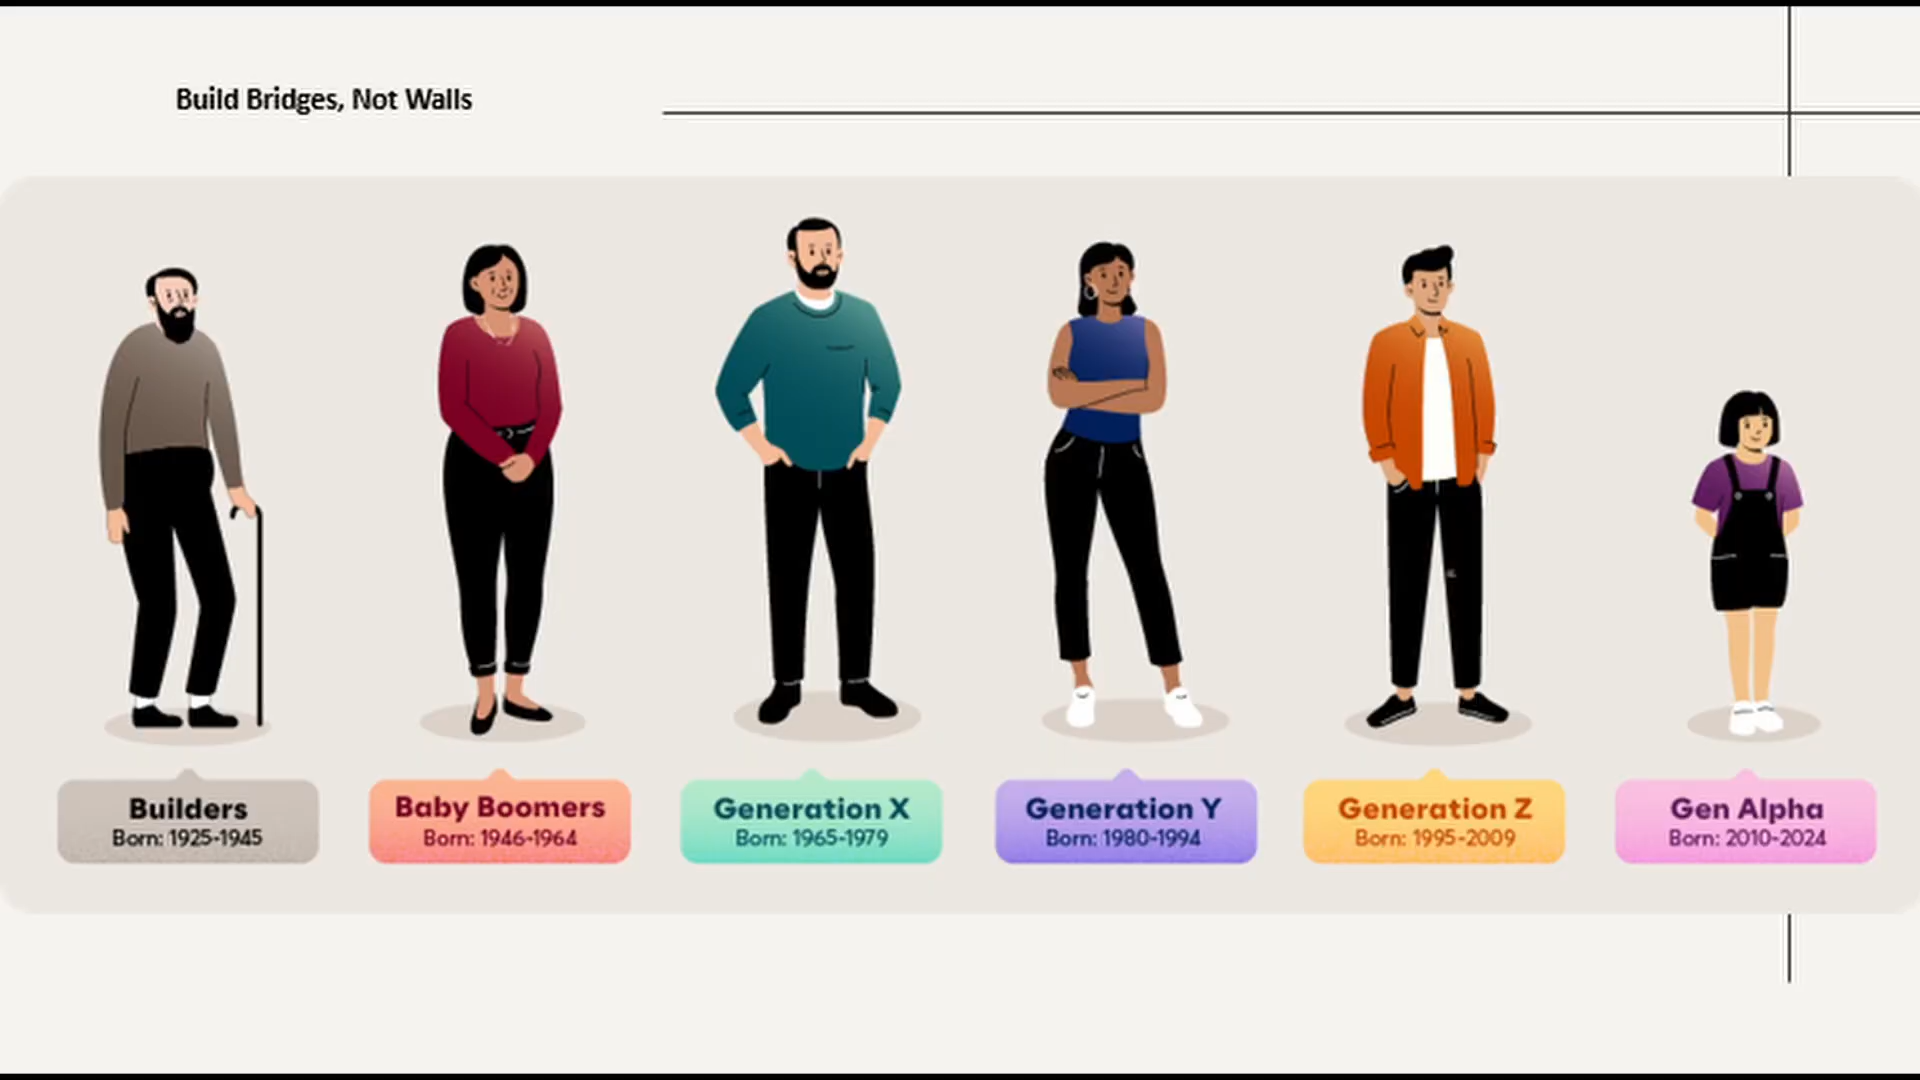 Build Bridges, Not Walls
Builders
Born: 1925-1945
Baby Boomers
Born: 1946-1964
Generation X
Born: 1965-1979
Generation Y
Born: 1980-1994
Generation Z
Born: 1995-2009
Gen Alpha
Born: 2010-2024